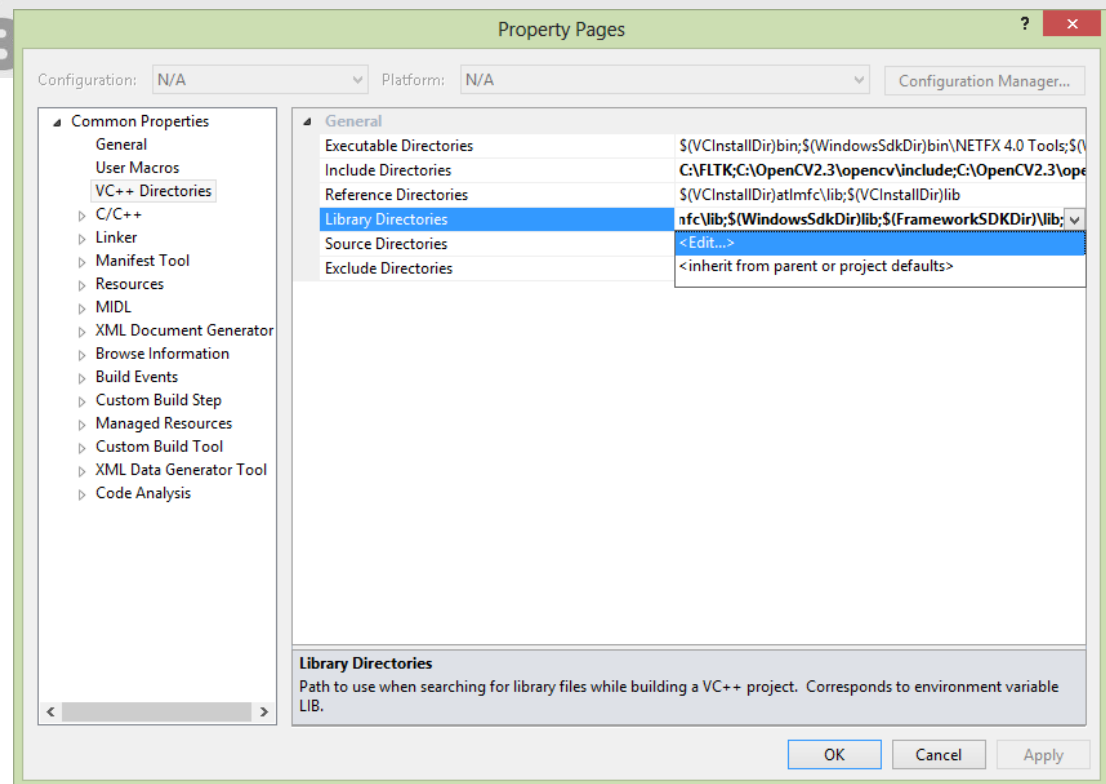 Property Pages
?
Configuration: N/A Platform: N/A Configuration Manager...
Common Properties
General
User Macros
VC++ Directories
C/C++
Linker
Manifest Tool
Resources
MIDL
XML Document Generator
Browse Information
Build Events
Custom Build Step
Managed Resources
Custom Build Tool
XML Data Generator Tool
Code Analysis
General
Executable Directories $(VCInstallDir)bin;$(WindowsSdkDir)bin\NETFX 4.0 Tools;$(
Include Directories C:\FLTK;C:\OpenCV2.3\opencv\include;C:\OpenCV2.3\ope
Reference Directories $(VCInstallDir)atlmfc\lib;$(VCInstallDir)lib
Library Directories nfc\lib;$(WindowsSdkDir)lib;$(FrameworkSDKDir)\lib;
Source Directories <Edit...>
Exclude Directories <inherit from parent or project defaults>
Library Directories
Path to use when searching for library files while building a VC++ project. Corresponds to environment variable
LIB.
OK Cancel Apply